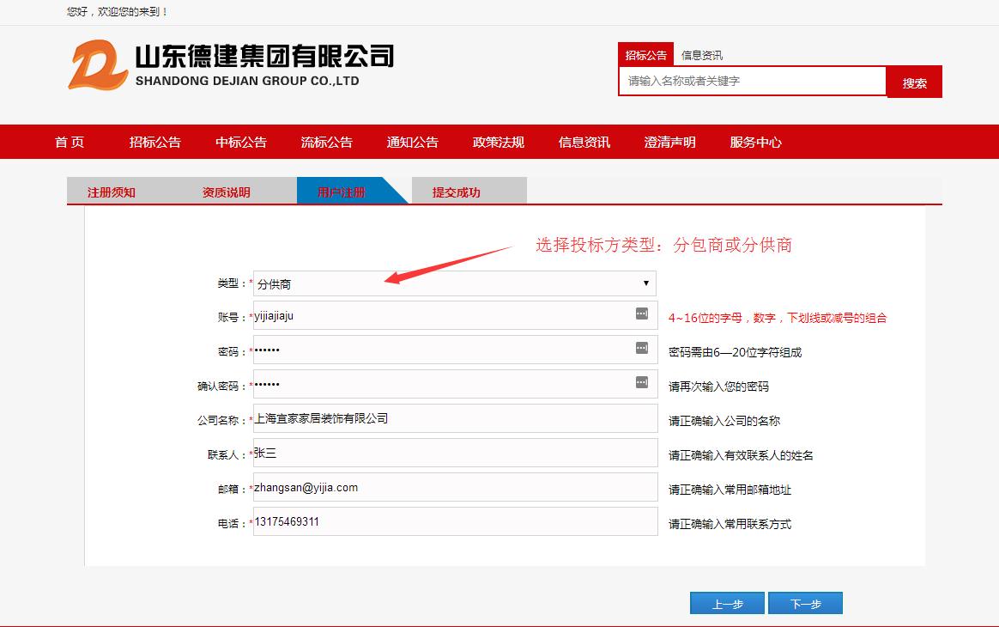 您好，欢迎您的来到！
山东德建集团有限公司
SHANDONG DEJIAN GROUP CO.,LTD
招标公告 信息资讯
请输入名称或者关键字 搜索
首 页 招标公告 中标公告 流标公告 通知公告 政策法规 信息资讯 澄清声明 服务中心
注册须知 资质说明 用户注册 提交成功
选择投标方类型：分包商或分供商
类型：*分供商
账号：*yijiajiaju 4~16位的字母，数字，下划线或减号的组合
密码：*•••••• 密码需由6—20位字符组成
确认密码：*•••••• 请再次输入您的密码
公司名称：*上海宜家家居装饰有限公司 请正确输入公司的名称
联系人：*张三 请正确输入有效联系人的姓名
邮箱：*zhangsan@yijia.com 请正确输入常用邮箱地址
电话：*13175469311 请正确输入常用联系方式
上一步 下一步